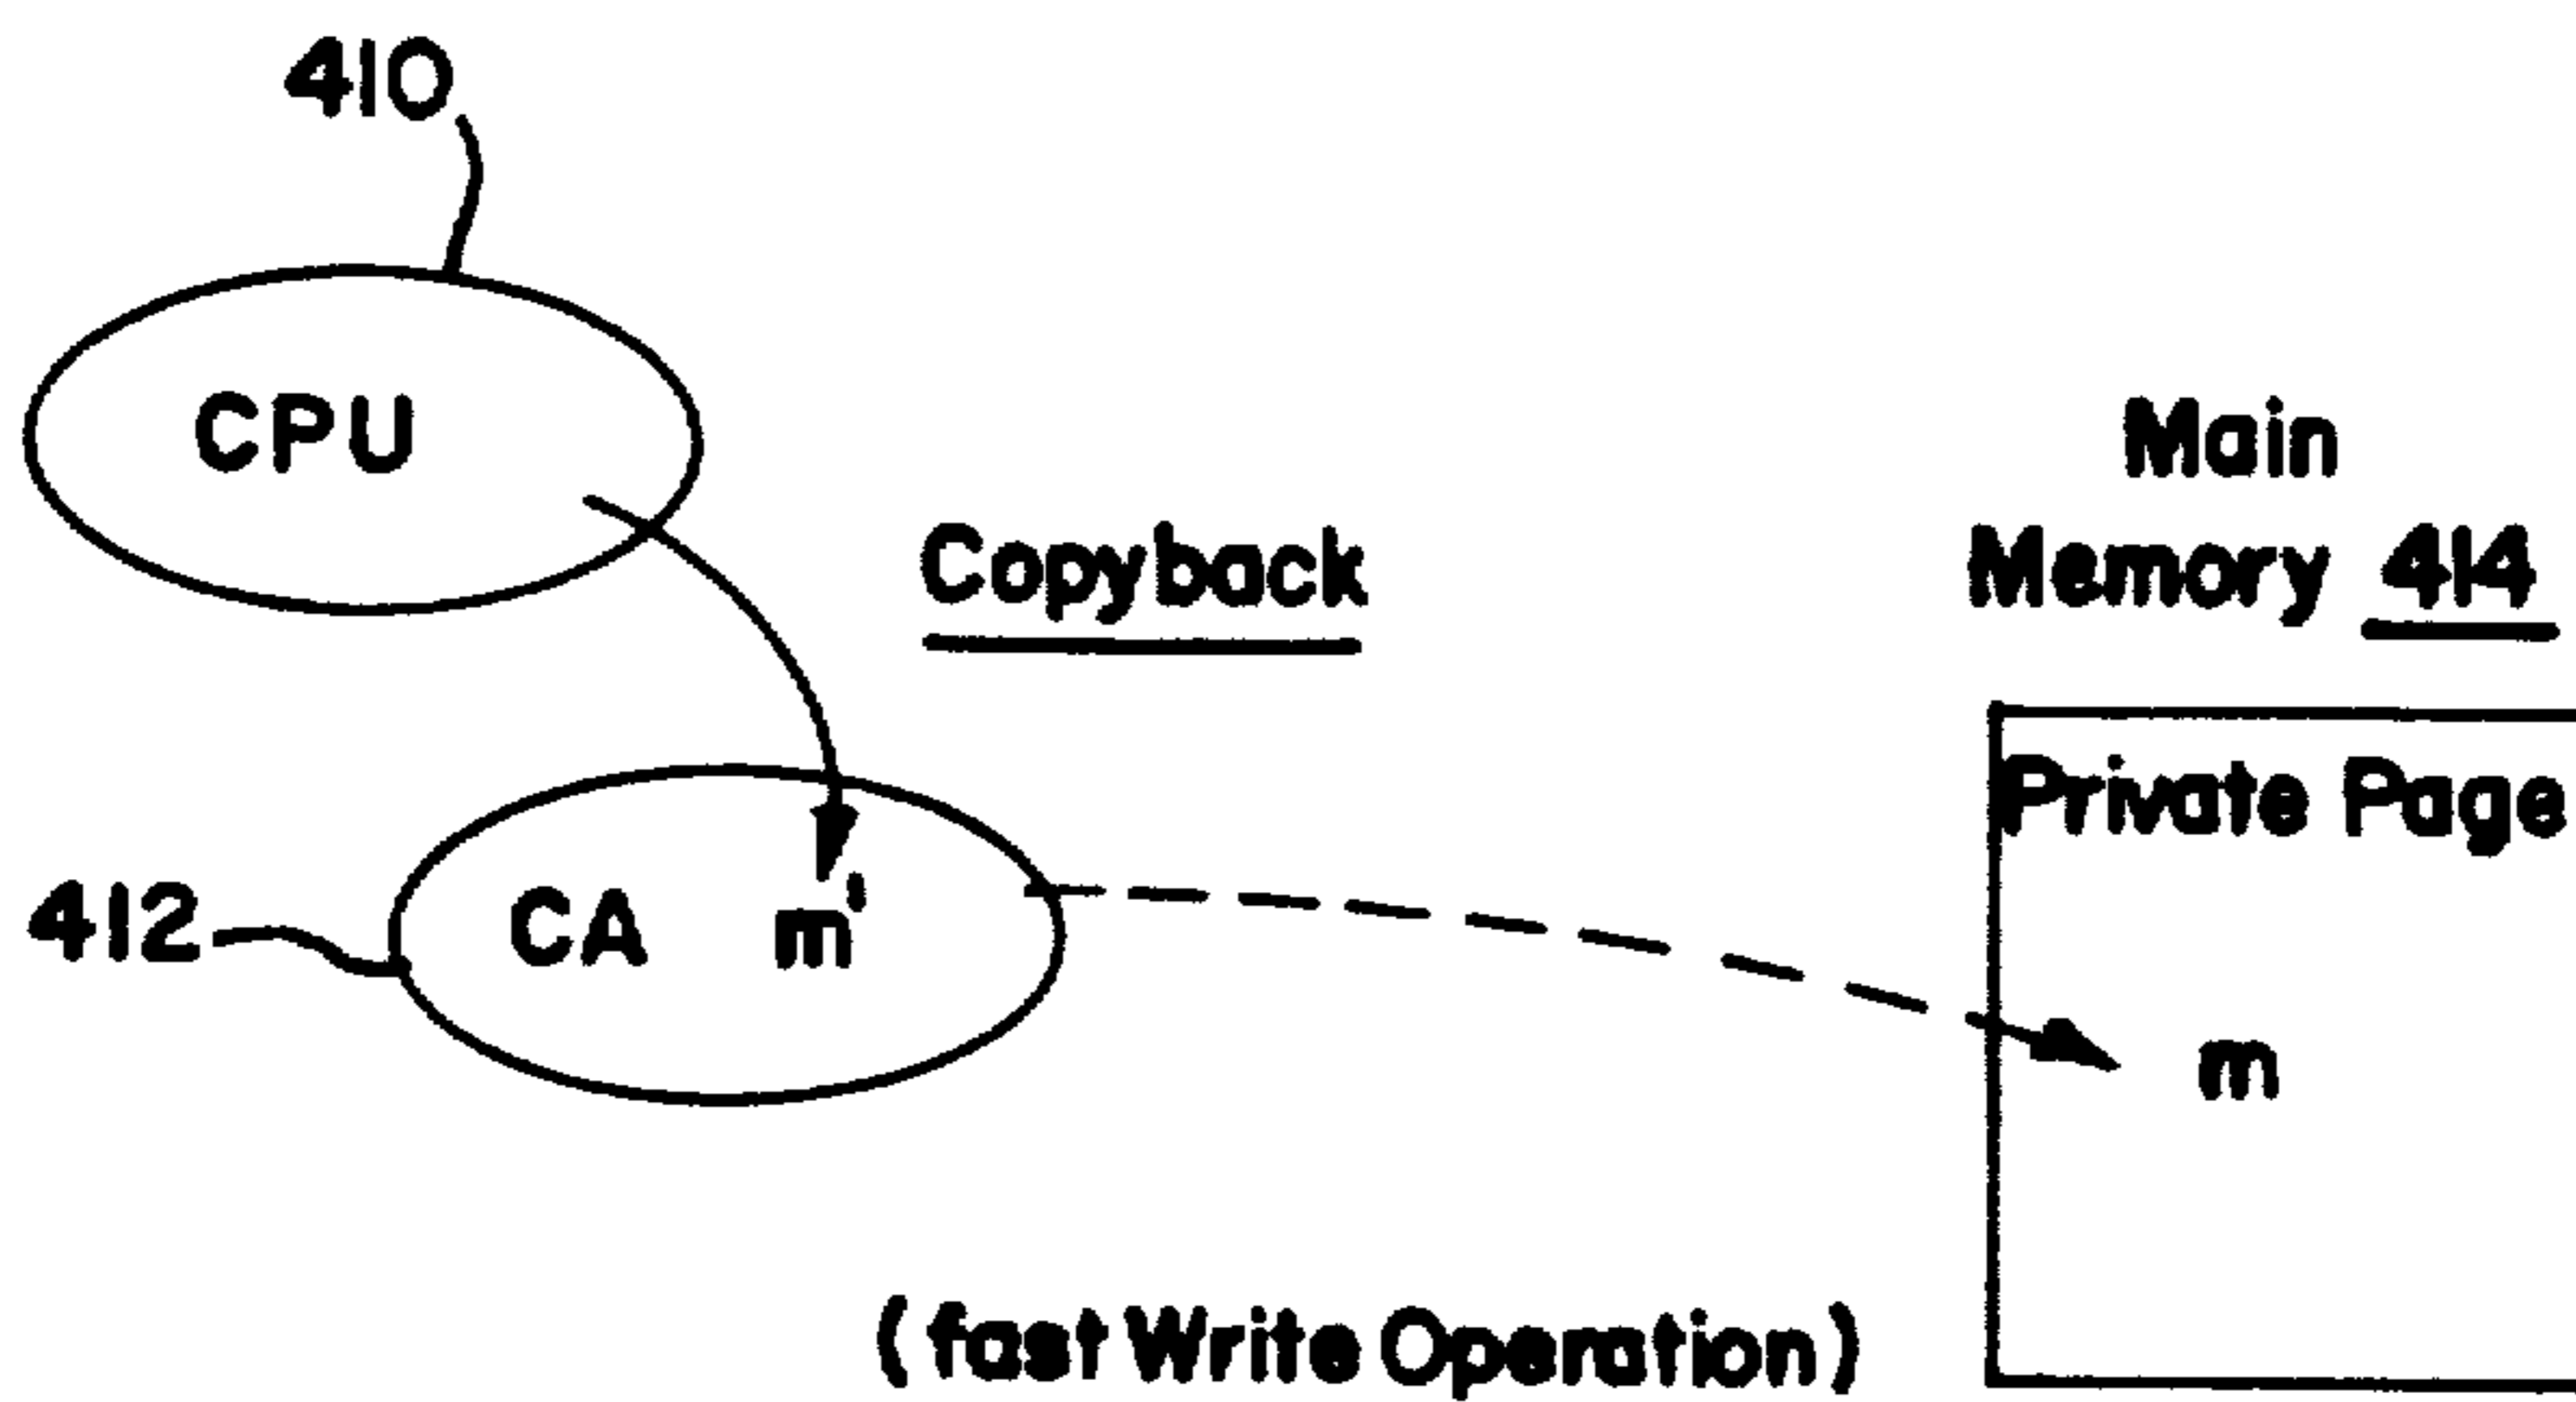 410
CPU
Copyback
Main
Memory 414
Private Page
412
CA m'
m
(fast Write Operation)